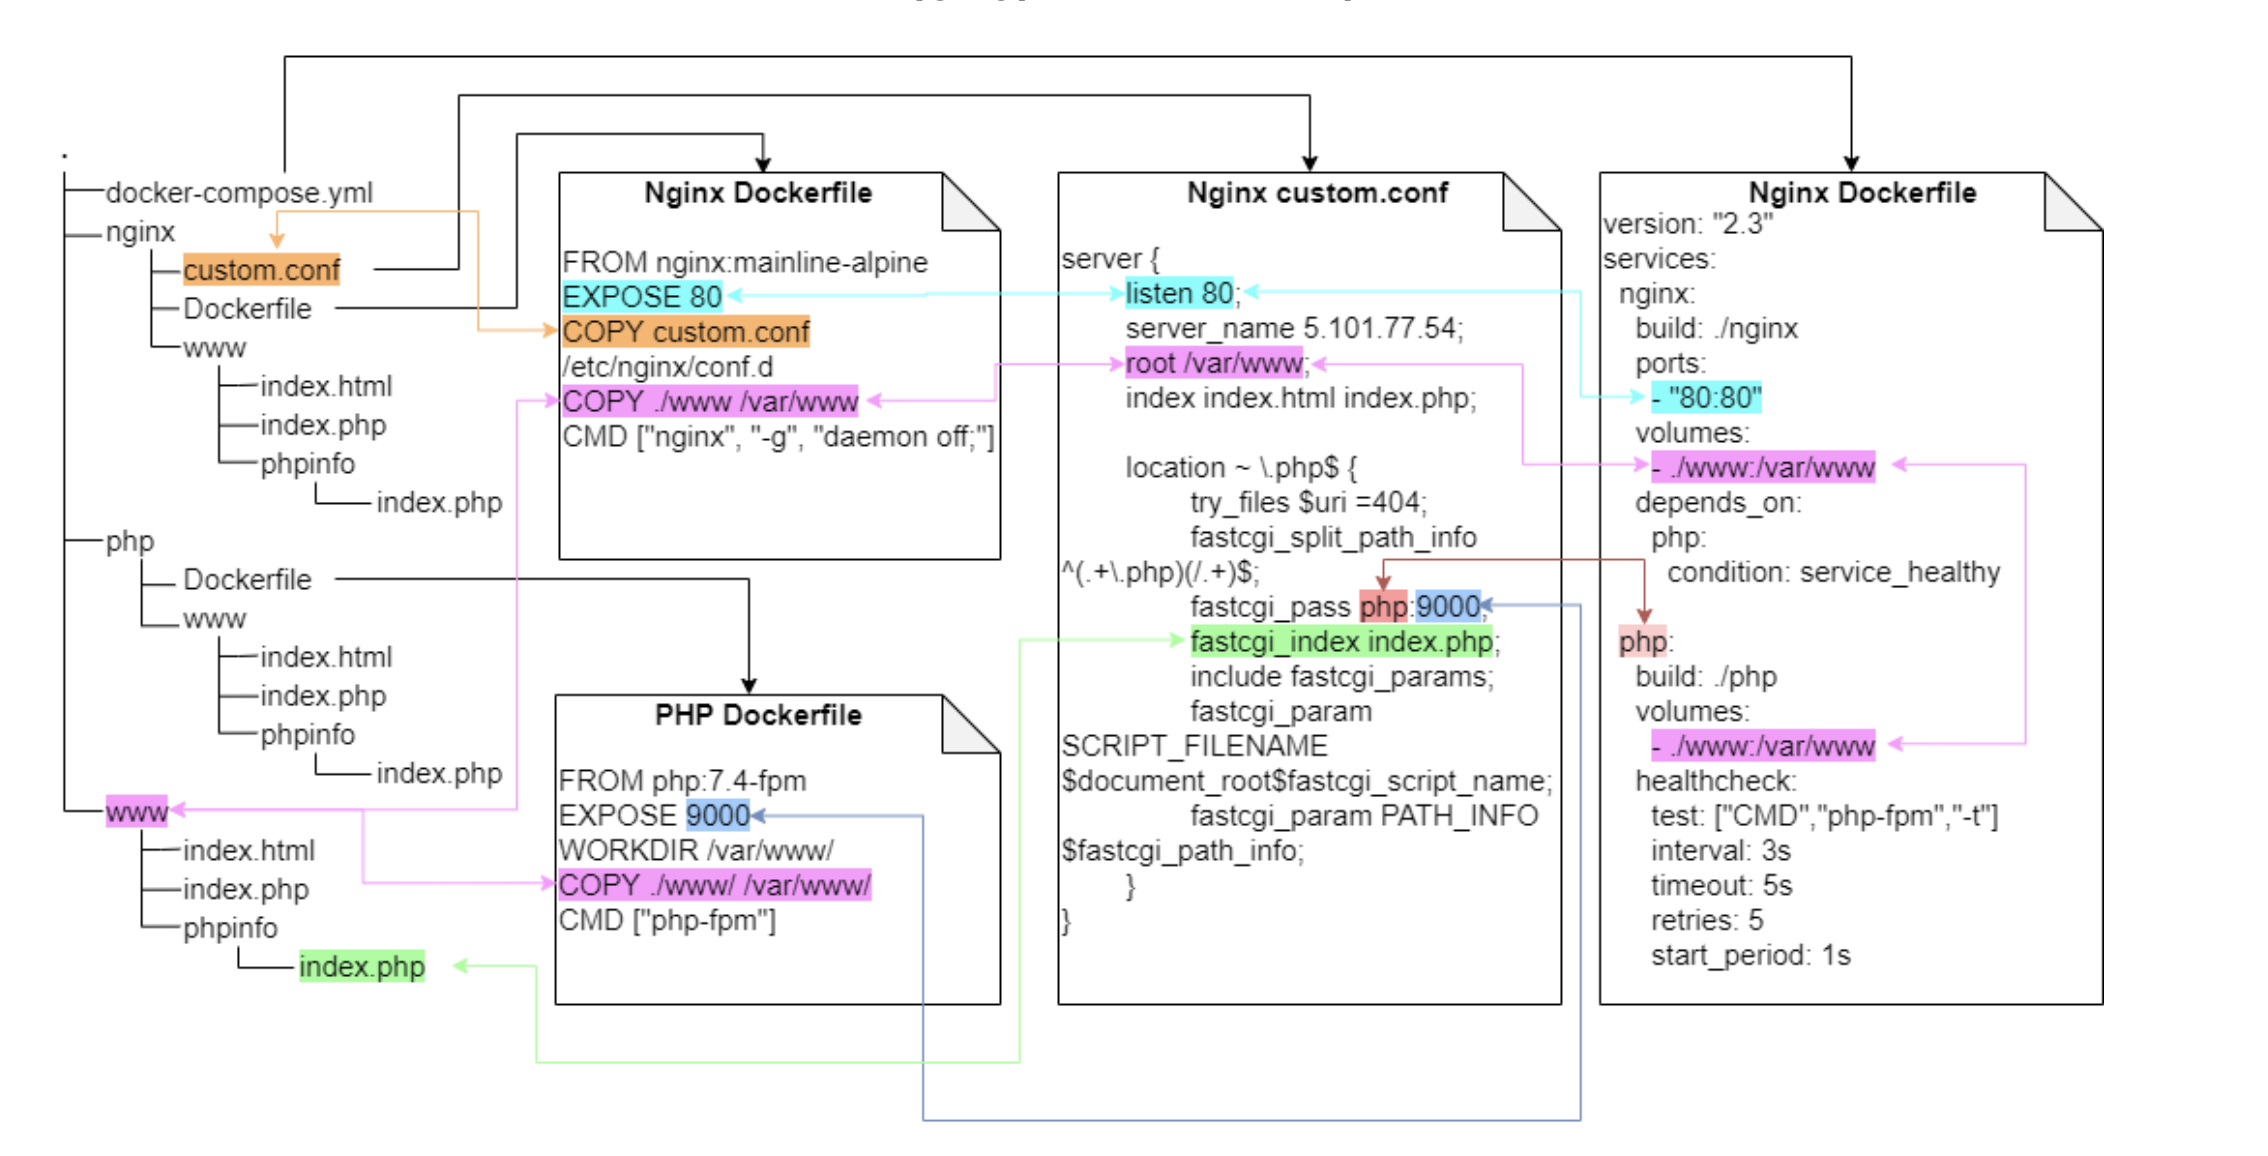 .
docker-compose.yml
nginx
custom.conf
Dockerfile
www
index.html
index.php
phpinfo
index.php
php
Dockerfile
www
index.html
index.php
phpinfo
index.php
www
index.html
index.php
phpinfo
index.php
Nginx Dockerfile
FROM nginx:mainline-alpine
EXPOSE 80
COPY custom.conf
/etc/nginx/conf.d
COPY ./www /var/www
CMD ["nginx", "-g", "daemon off;"]
PHP Dockerfile
FROM php:7.4-fpm
EXPOSE 9000
WORKDIR /var/www/
COPY ./www/ /var/www/
CMD ["php-fpm"]
Nginx custom.conf
server {
listen 80;
server_name 5.101.77.54;
root /var/www;
index index.html index.php;
location ~ \.php$ {
try_files $uri =404;
fastcgi_split_path_info
^(.+\.php)(/.+)$;
fastcgi_pass php:9000;
fastcgi_index index.php;
include fastcgi_params;
fastcgi_param
SCRIPT_FILENAME
$document_root$fastcgi_script_name;
fastcgi_param PATH_INFO
$fastcgi_path_info;
}
}
Nginx Dockerfile
version: "2.3"
services:
nginx:
build: ./nginx
ports:
- "80:80"
volumes:
- ./www:/var/www
depends_on:
php:
condition: service_healthy
php:
build: ./php
volumes:
- ./www:/var/www
healthcheck:
test: ["CMD","php-fpm","-t"]
interval: 3s
timeout: 5s
retries: 5
start_period: 1s